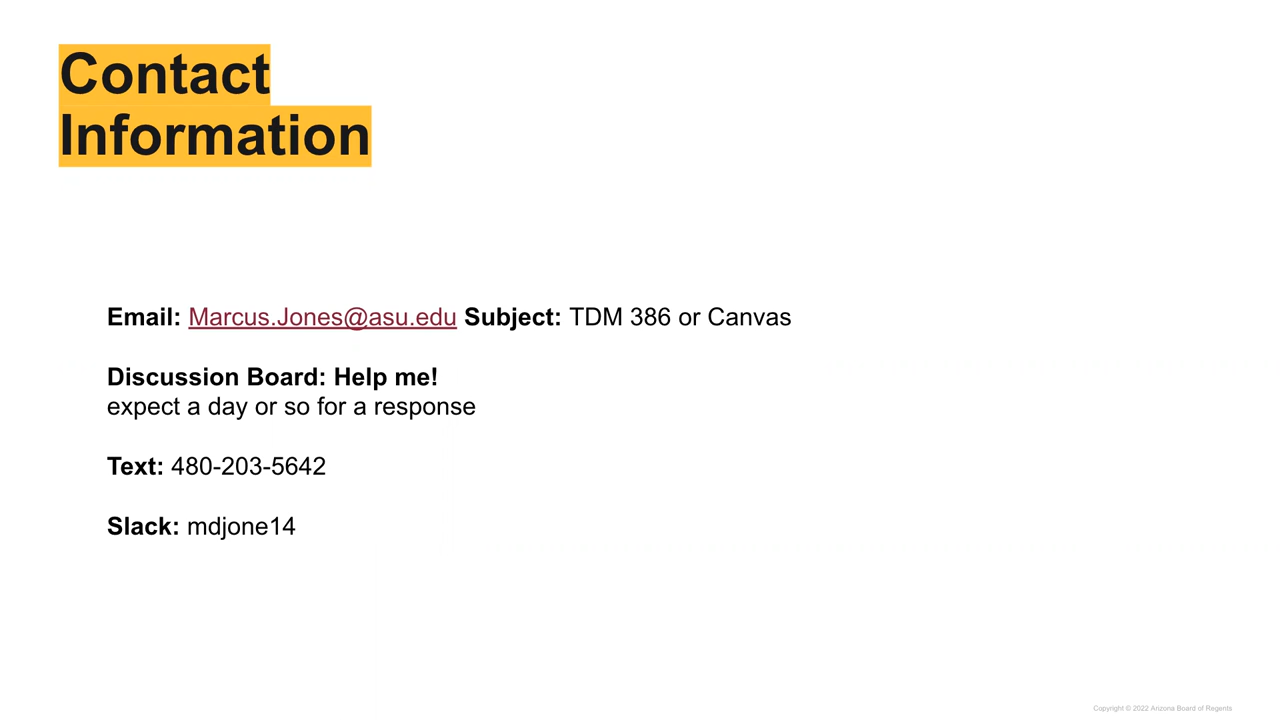 Contact
Information
Email: Marcus.Jones@asu.edu Subject: TDM 386 or Canvas
Discussion Board: Help me!
expect a day or so for a response
Text: 480-203-5642
Slack: mdjone14
Copyright © 2022 Arizona Board of Regents